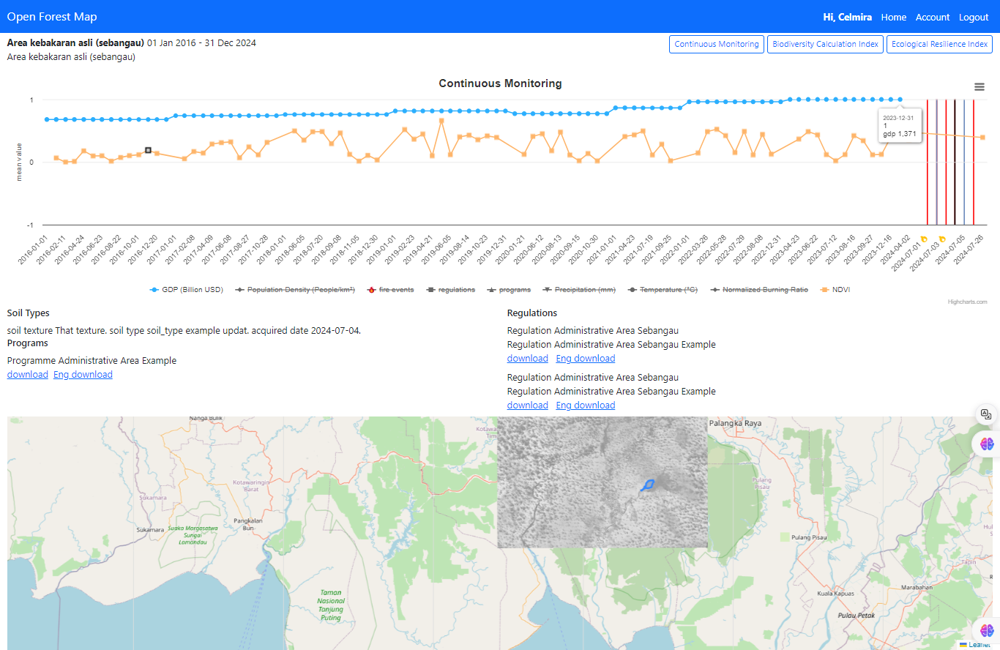 Open Forest Map
Hi, Celmira Home Account Logout
Area kebakaran asli (sebangau) 01 Jan 2016 - 31 Dec 2024
Area kebakaran asli (sebangau)
Continuous Monitoring Biodiversity Calculation Index Ecological Resilience Index
Continuous Monitoring
mean value
1
0
-1
2023-12-31
1
gdp 1,371
2016-01-01 2016-02-11 2016-04-24 2016-06-23 2016-08-22 2016-10-01 2016-12-20 2017-01-01 2017-02-08 2017-04-09 2017-06-08 2017-08-27 2017-10-28 2018-01-01 2018-06-05 2018-07-20 2018-09-08 2018-11-05 2018-12-30 2019-01-01 2019-04-21 2019-06-05 2019-08-14 2019-10-23 2019-12-31 2020-01-21 2020-06-12 2020-08-13 2020-09-15 2020-10-30 2021-01-01 2021-04-23 2021-07-19 2021-09-25 2022-01-01 2022-03-26 2022-05-28 2022-07-29 2022-08-08 2022-12-31 2023-04-23 2023-06-22 2023-07-12 2023-08-16 2023-09-27 2023-12-16 2024-04-02 2024-07-01 2024-07-03 2024-07-05 2024-07-26
GDP (Billion USD) Population Density (People/km²) fire events regulations programs Precipitation (mm) Temperature (°C) Normalized Burning Ratio NDVI
Highcharts.com
Soil Types
soil texture That texture. soil type soil_type example updat. acquired date 2024-07-04.
Programs
Programme Administrative Area Example
download Eng download
Regulations
Regulation Administrative Area Sebangau
Regulation Administrative Area Sebangau Example
download Eng download
Regulation Administrative Area Sebangau
Regulation Administrative Area Sebangau Example
download Eng download
Nanga Bulik
Palangka Raya
Kotawaringin
Barat
Sukamara
Pulang
Pisau
Sukamara
Pangkalan
Bun
Suaka Margasatwa
Sungai
Lamandau
Pulang Pisau
Tapin
Taman
Nasional
Tanjung
Puting
Marabahan
Kuala Kapuas
Pulau Petak
Leaflet